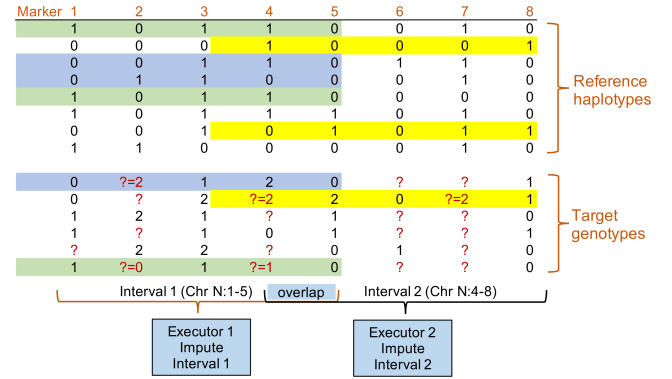 Marker 1 2 3 4 5 6 7 8
1 0 1 1 0 0 1 0
0 0 0 1 0 0 0 1
0 0 1 1 0 1 1 0
0 1 1 0 0 0 1 0
1 0 1 1 0 0 0 0
1 0 1 1 1 0 1 0
0 0 1 0 1 0 1 1
1 1 0 0 0 0 1 0
Reference
haplotypes
0 ?=2 1 2 0 ? ? 1
0 ? 2 ?=2 2 0 ?=2 1
1 2 1 ? 1 ? ? 0
1 ? 1 0 1 ? ? 1
? 2 2 ? 0 1 ? 0
1 ?=0 1 ?=1 0 ? ? 0
Target
genotypes
Interval 1 (Chr N:1-5) overlap Interval 2 (Chr N:4-8)
Executor 1
Impute
Interval 1
Executor 2
Impute
Interval 2